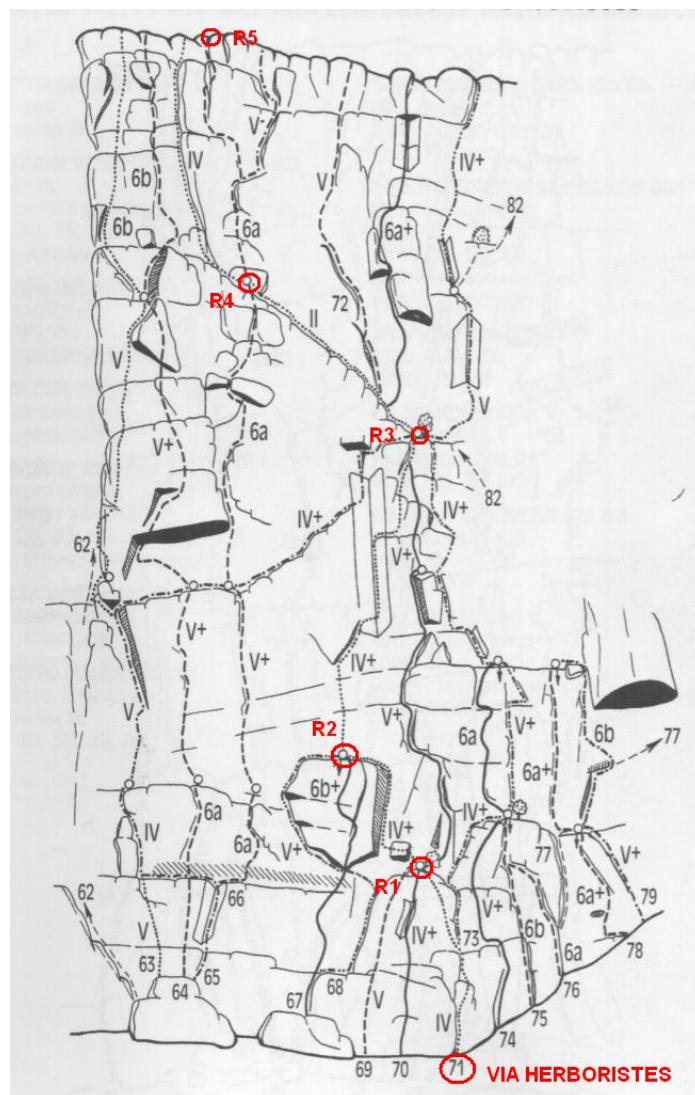 R5
V-
IV
6b
IV+
VI
82
6b
6a
6a+
R4
72
II
V
V
6a
R3
V+
82
IV+
IV+
V+
62
V+
V+
IV+
V
R2
V+
6a
V+
6b
77
6a+
6b+
IV
6a
6a
V+
IV+
IV+
77
V+
R1
62
66
V+
6a+
79
V
IV+
73
6b
6a
78
63
65
64
68
76
67
V
IV
75
74
69
70
71
VIA HERBORISTES